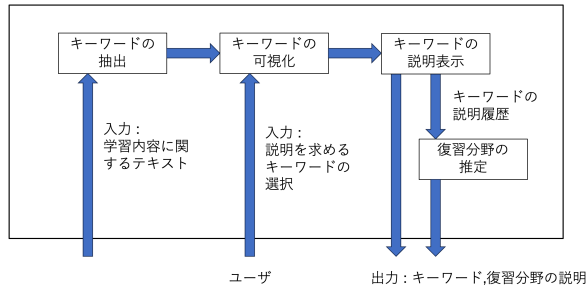 キーワードの
抽出
キーワードの
可視化
キーワードの
説明表示
入力：
学習内容に関
するテキスト
入力：
説明を求める
キーワードの
選択
キーワードの
説明履歴
復習分野の
推定
ユーザ
出力：キーワード,復習分野の説明